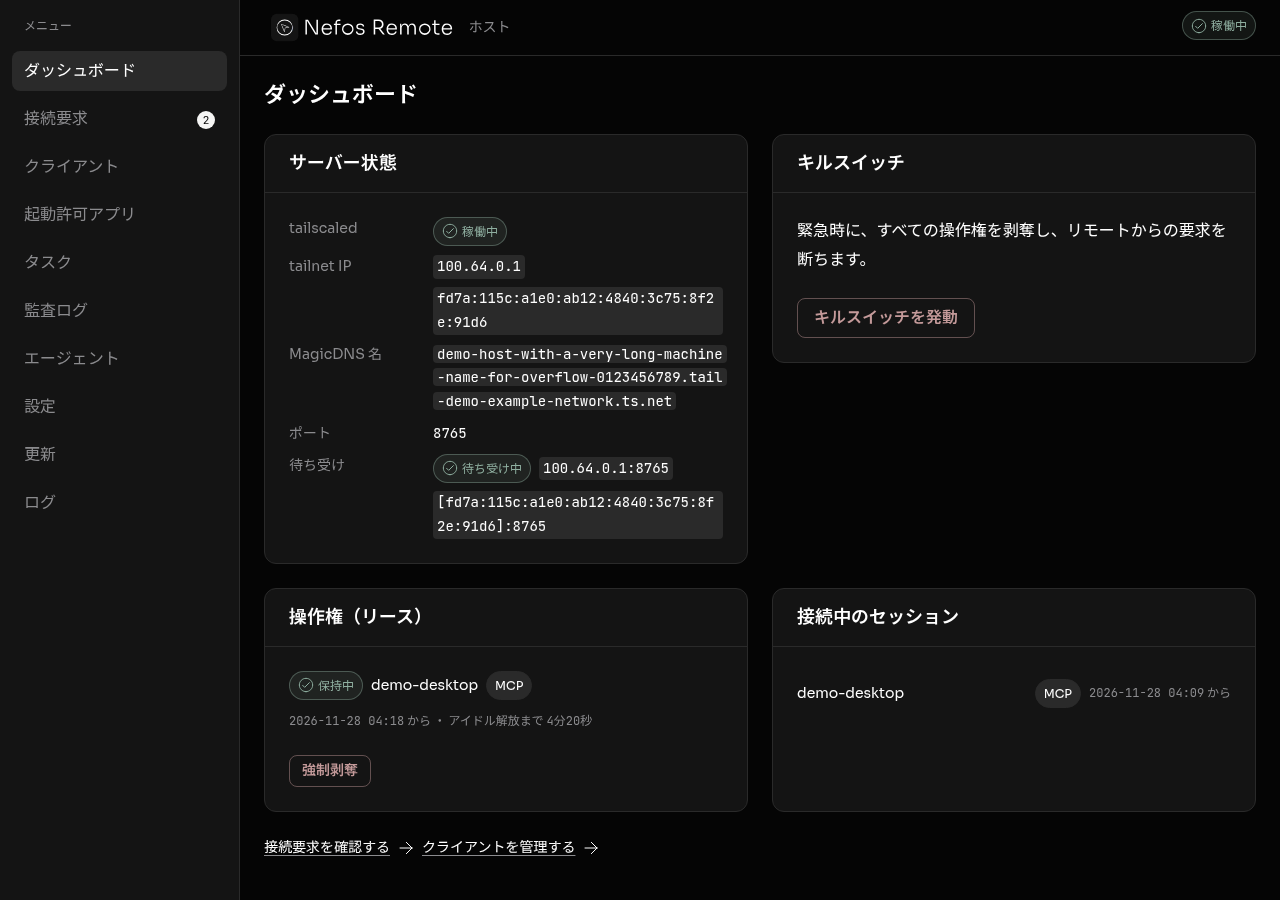 メニュー
ダッシュボード
接続要求 2
クライアント
起動許可アプリ
タスク
監査ログ
エージェント
設定
更新
ログ
Nefos Remote ホスト
稼働中
ダッシュボード
サーバー状態
tailscaled 稼働中
tailnet IP 100.64.0.1
fd7a:115c:a1e0:ab12:4840:3c75:8f2
e:91d6
MagicDNS 名 demo-host-with-a-very-long-machine
-name-for-overflow-0123456789.tail
-demo-example-network.ts.net
ポート 8765
待ち受け 待ち受け中 100.64.0.1:8765
[fd7a:115c:a1e0:ab12:4840:3c75:8f
2e:91d6]:8765
キルスイッチ
緊急時に、すべての操作権を剥奪し、リモートからの要求を
断ちます。
キルスイッチを発動
操作権（リース）
保持中 demo-desktop MCP
2026-11-28 04:18 から ・ アイドル解放まで 4分20秒
強制剥奪
接続中のセッション
demo-desktop MCP 2026-11-28 04:09 から
接続要求を確認する → クライアントを管理する →